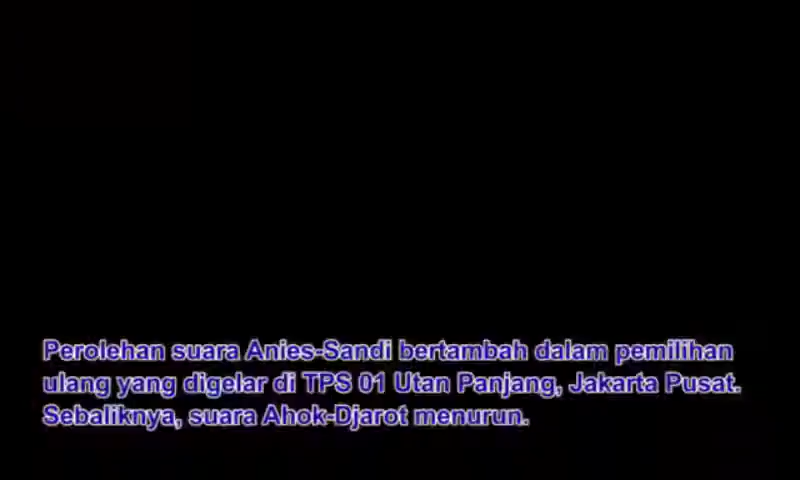 Perolehan suara Anies-Sandi bertambah dalam pemilihan
ulang yang digelar di TPS 01 Utan Panjang, Jakarta Pusat.
Sebaliknya, suara Ahok-Djarot menurun.